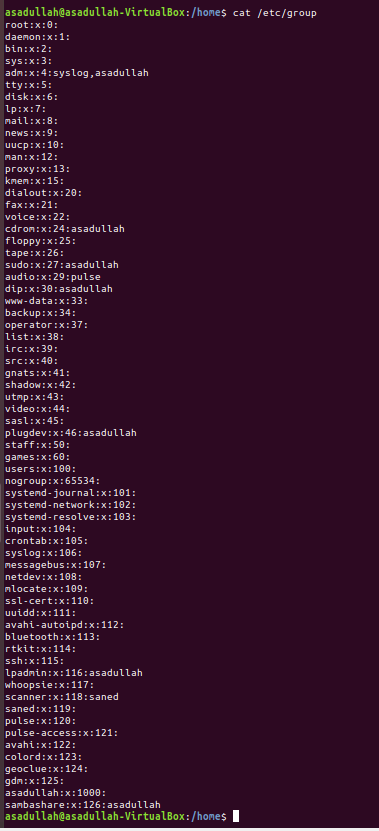 asadullah@asadullah-VirtualBox:/home$ cat /etc/group
root:x:0:
daemon:x:1:
bin:x:2:
sys:x:3:
adm:x:4:syslog,asadullah
tty:x:5:
disk:x:6:
lp:x:7:
mail:x:8:
news:x:9:
uucp:x:10:
man:x:12:
proxy:x:13:
kmem:x:15:
dialout:x:20:
fax:x:21:
voice:x:22:
cdrom:x:24:asadullah
floppy:x:25:
tape:x:26:
sudo:x:27:asadullah
audio:x:29:pulse
dip:x:30:asadullah
www-data:x:33:
backup:x:34:
operator:x:37:
list:x:38:
irc:x:39:
src:x:40:
gnats:x:41:
shadow:x:42:
utmp:x:43:
video:x:44:
sasl:x:45:
plugdev:x:46:asadullah
staff:x:50:
games:x:60:
users:x:100:
nogroup:x:65534:
systemd-journal:x:101:
systemd-network:x:102:
systemd-resolve:x:103:
input:x:104:
crontab:x:105:
syslog:x:106:
messagebus:x:107:
netdev:x:108:
mlocate:x:109:
ssl-cert:x:110:
uuidd:x:111:
avahi-autoipd:x:112:
bluetooth:x:113:
rtkit:x:114:
ssh:x:115:
lpadmin:x:116:asadullah
whoopsie:x:117:
scanner:x:118:saned
saned:x:119:
pulse:x:120:
pulse-access:x:121:
avahi:x:122:
colord:x:123:
geoclue:x:124:
gdm:x:125:
asadullah:x:1000:
sambashare:x:126:asadullah
asadullah@asadullah-VirtualBox:/home$